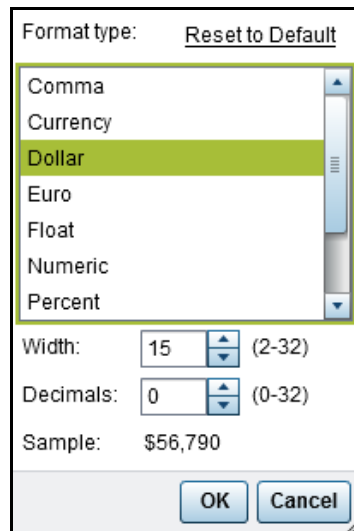 Format type: Reset to Default
Comma
Currency
Dollar
Euro
Float
Numeric
Percent
Width: 15 (2-32)
Decimals: 0 (0-32)
Sample: $56,790
OK Cancel